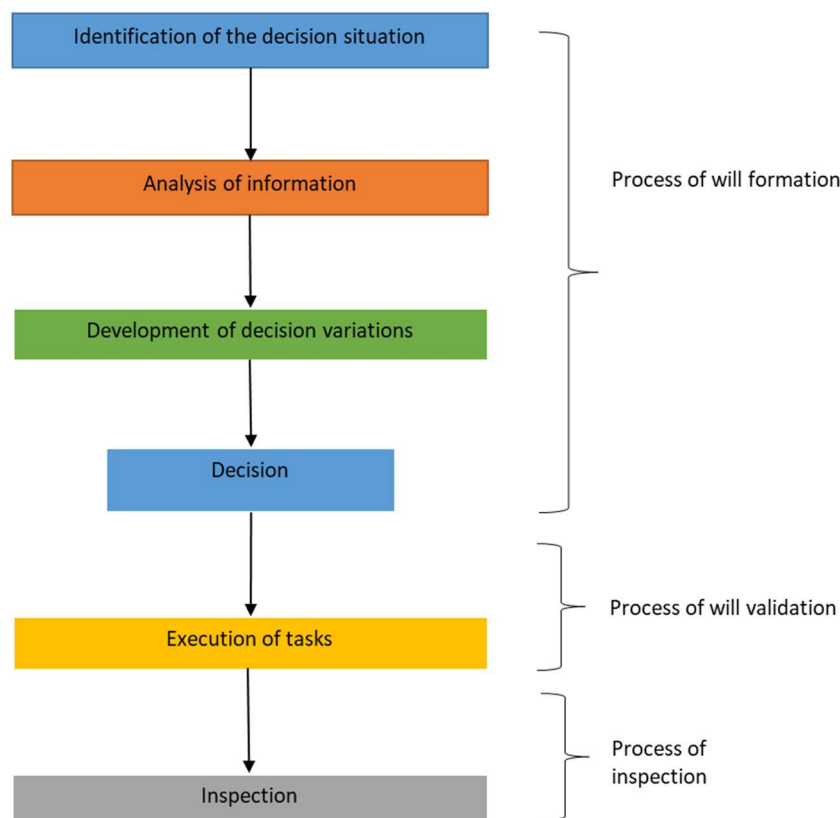 Identification of the decision situation
Analysis of information
Process of will formation
Development of decision variations
Decision
Process of will validation
Execution of tasks
Process of
inspection
Inspection